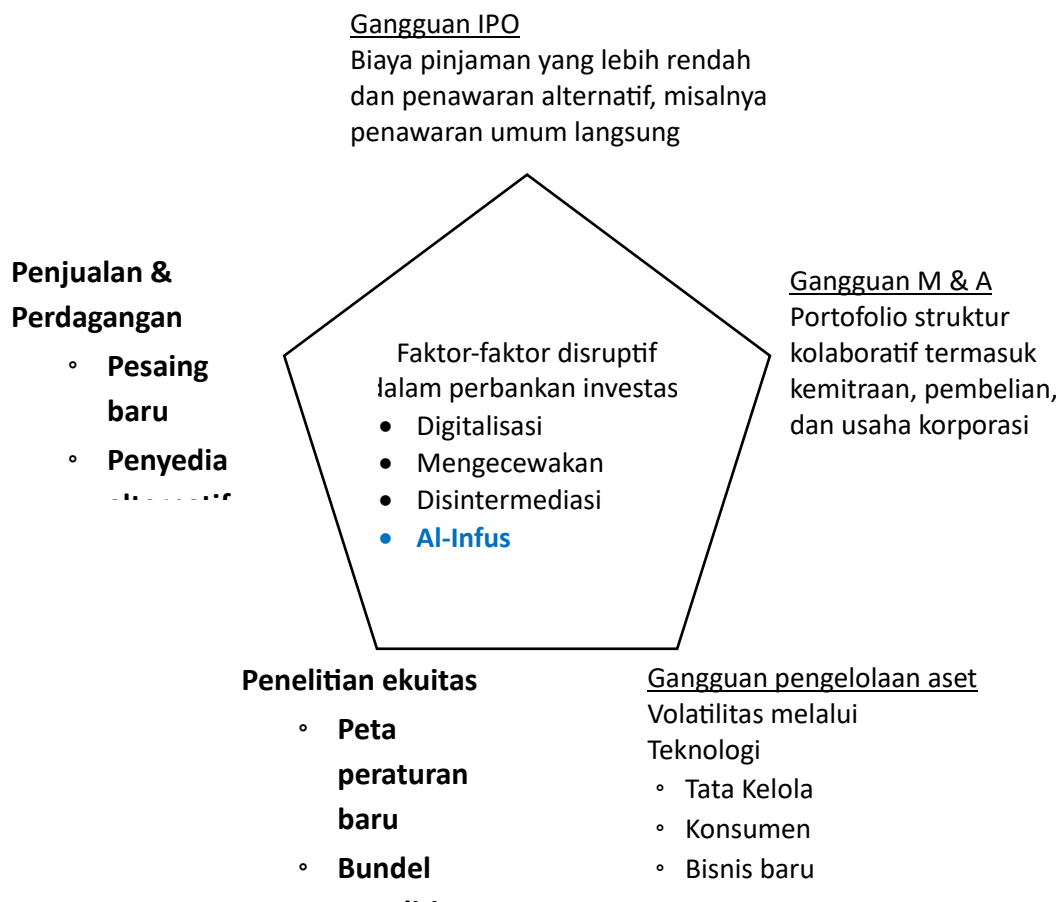 Gangguan IPO
Biaya pinjaman yang lebih rendah
dan penawaran alternatif, misalnya
penawaran umum langsung
Penjualan &
Perdagangan
◦ Pesaing
baru
◦ Penyedia
Gangguan M & A
Portofolio struktur
kolaboratif termasuk
kemitraan, pembelian,
dan usaha korporasi
Faktor-faktor disruptif
dalam perbankan investas
• Digitalisasi
• Mengecewakan
• Disintermediasi
• Al-Infus
Penelitian ekuitas
◦ Peta
peraturan
baru
◦ Bundel
Gangguan pengelolaan aset
Volatilitas melalui
Teknologi
◦ Tata Kelola
◦ Konsumen
◦ Bisnis baru